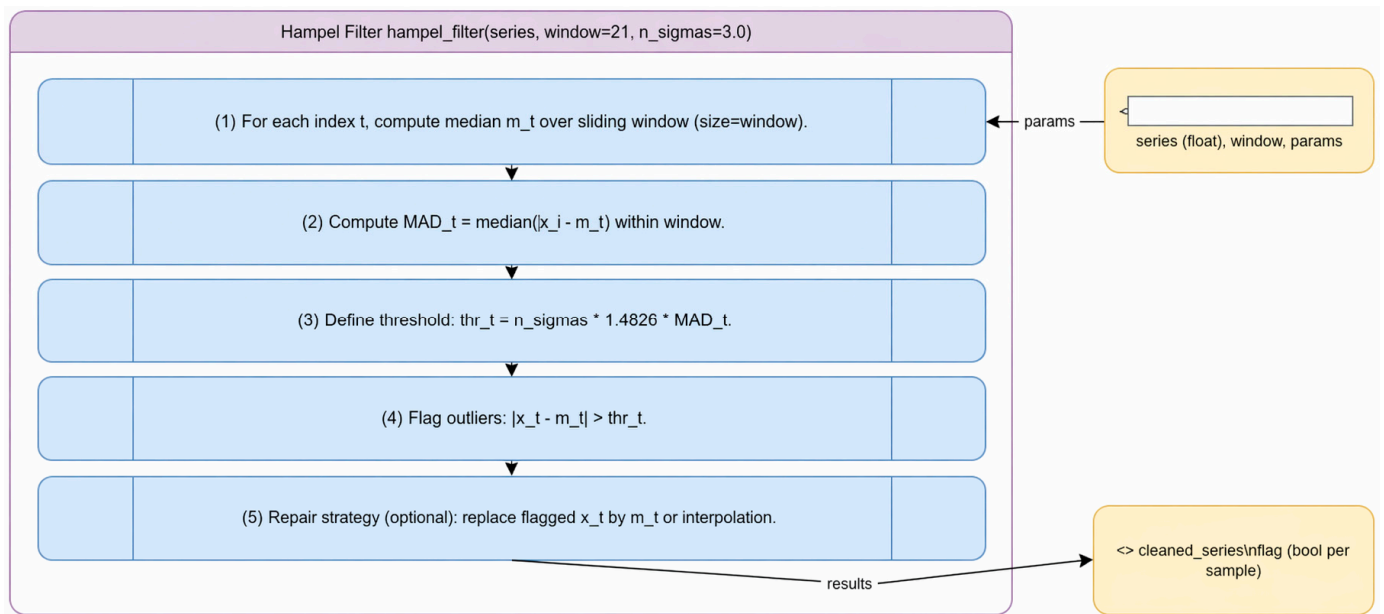 Hampel Filter hampel_filter(series, window=21, n_sigmas=3.0)
(1) For each index t, compute median m_t over sliding window (size=window).
params
<
series (float), window, params
(2) Compute MAD_t = median(|x_i - m_t) within window.
(3) Define threshold: thr_t = n_sigmas * 1.4826 * MAD_t.
(4) Flag outliers: |x_t - m_t| > thr_t.
(5) Repair strategy (optional): replace flagged x_t by m_t or interpolation.
results
<> cleaned_series\nflag (bool per
sample)